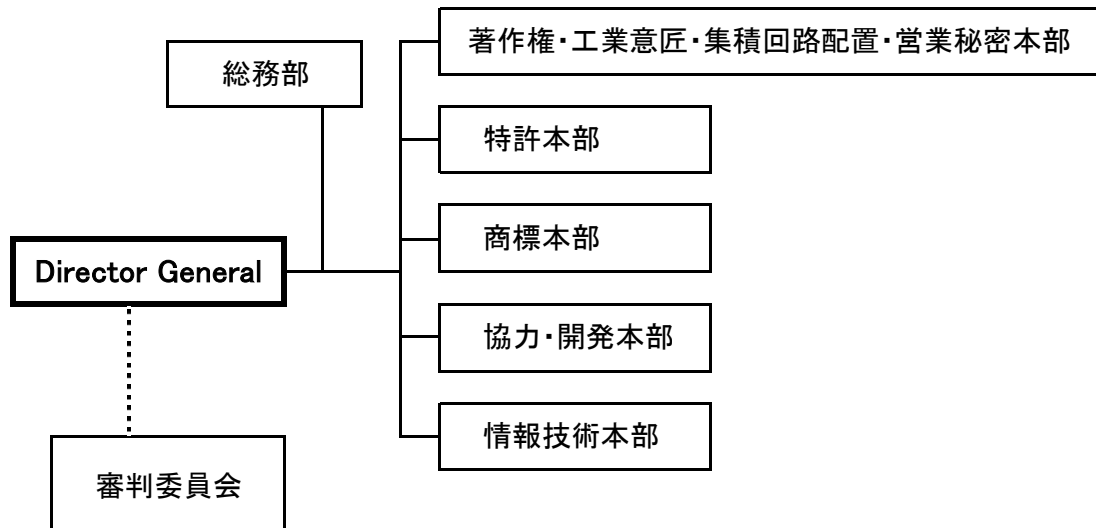 著作権・工業意匠・集積回路配置・営業秘密本部
総務部
特許本部
商標本部
Director General
協力・開発本部
情報技術本部
審判委員会